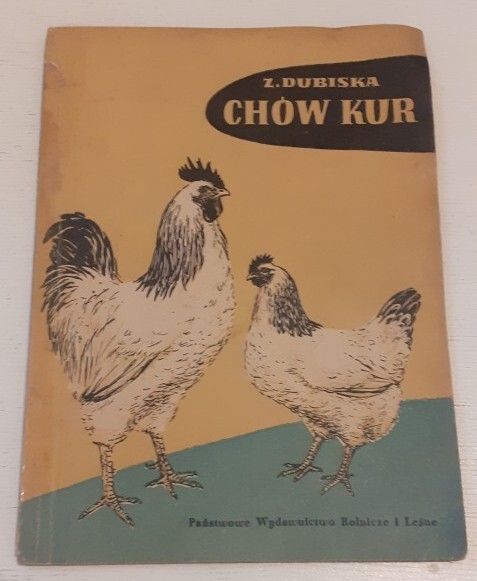 Z. DUBISKA
CHÓW KUR
Państwowe Wydawnictwo Rolnicze i Leśne